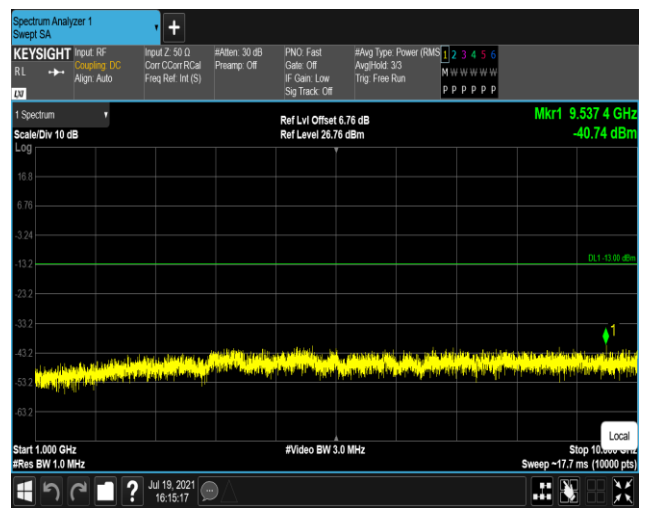 Spectrum Analyzer 1
Swept SA
+
KEYSIGHT Input: RF Input Z: 50 Ω #Atten: 30 dB PNO: Fast #Avg Type: Power (RMS 1 2 3 4 5 6
RL Coupling: DC Corr CCorr RCal Preamp: Off Gate: Off Avg|Hold: 3/3 M W W W W W
Align: Auto Freq Ref: Int (S) IF Gain: Low Trig: Free Run
LXI Sig Track: Off P P P P P P
1 Spectrum Ref Lvl Offset 6.76 dB Mkr1 9.537 4 GHz
Scale/Div 10 dB Ref Level 26.76 dBm -40.74 dBm
Log
16.8
6.76
-3.24
-13.2 DL1 -13.00 dBm
-23.2
-33.2 1
-43.2
-53.2
-63.2
Local
Start 1.000 GHz #Video BW 3.0 MHz Stop 10.000 GHz
#Res BW 1.0 MHz Sweep ~17.7 ms (10000 pts)
? Jul 19, 2021
16:15:17